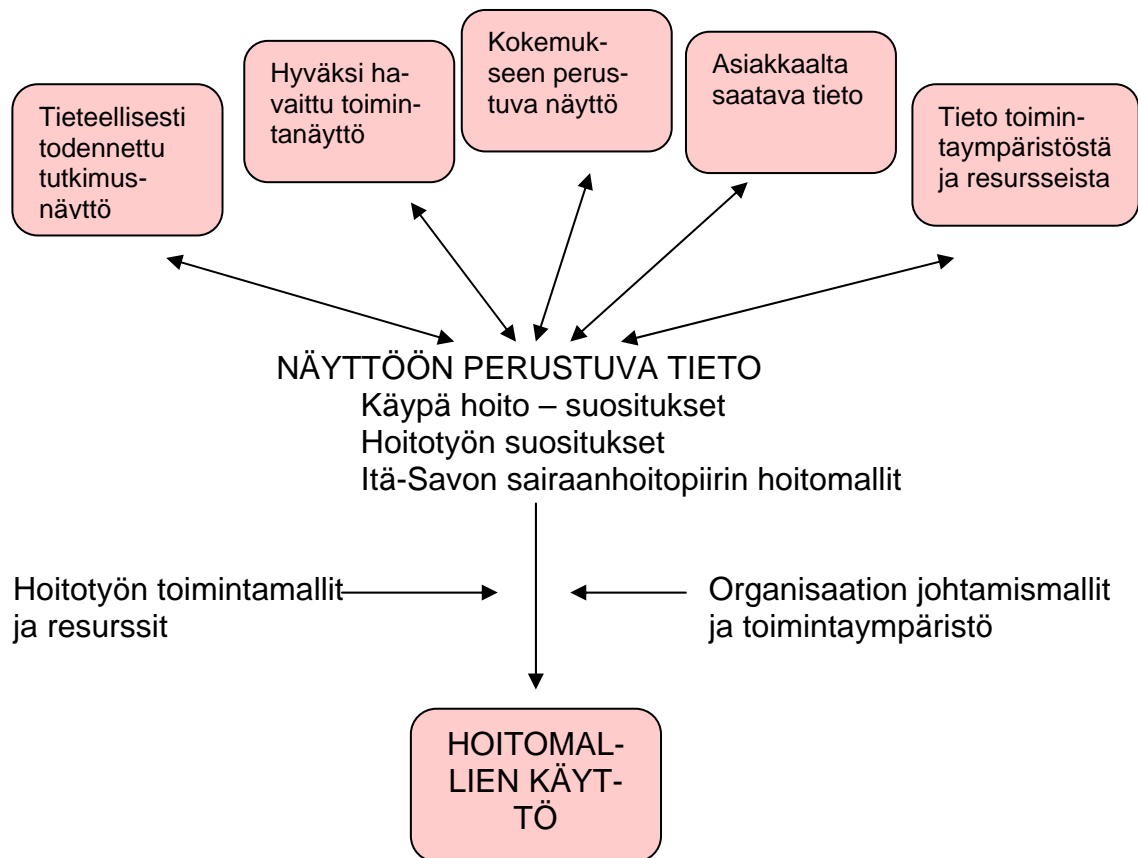 Tieteellisesti
todennettu
tutkimus-
näyttö
Hyväksi ha-
vaittu toimin-
tanäyttö
Kokemuk-
seen perus-
tuva näyttö
Asiakkaalta
saatava tieto
Tieto toimin-
taympäristöstä
ja resursseista
NÄYTTÖÖN PERUSTUVA TIETO
Käypä hoito – suositukset
Hoitotyön suositukset
Itä-Savon sairaanhoitopiirin hoitomallit
Hoitotyön toimintamallit
ja resurssit
Organisaation johtamismallit
ja toimintaympäristö
HOITOMAL-
LIEN KÄYT-
TÖ